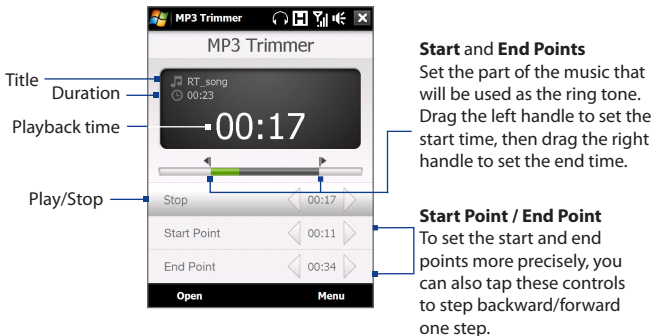 MP3 Trimmer
MP3 Trimmer
RT_song
00:23
00:17
Stop
00:17
Start Point
00:11
End Point
00:34
Open
Menu
Title
Duration
Playback time
Play/Stop
Start and End Points
Set the part of the music that
will be used as the ring tone.
Drag the left handle to set the
start time, then drag the right
handle to set the end time.
Start Point / End Point
To set the start and end
points more precisely, you
can also tap these controls
to step backward/forward
one step.